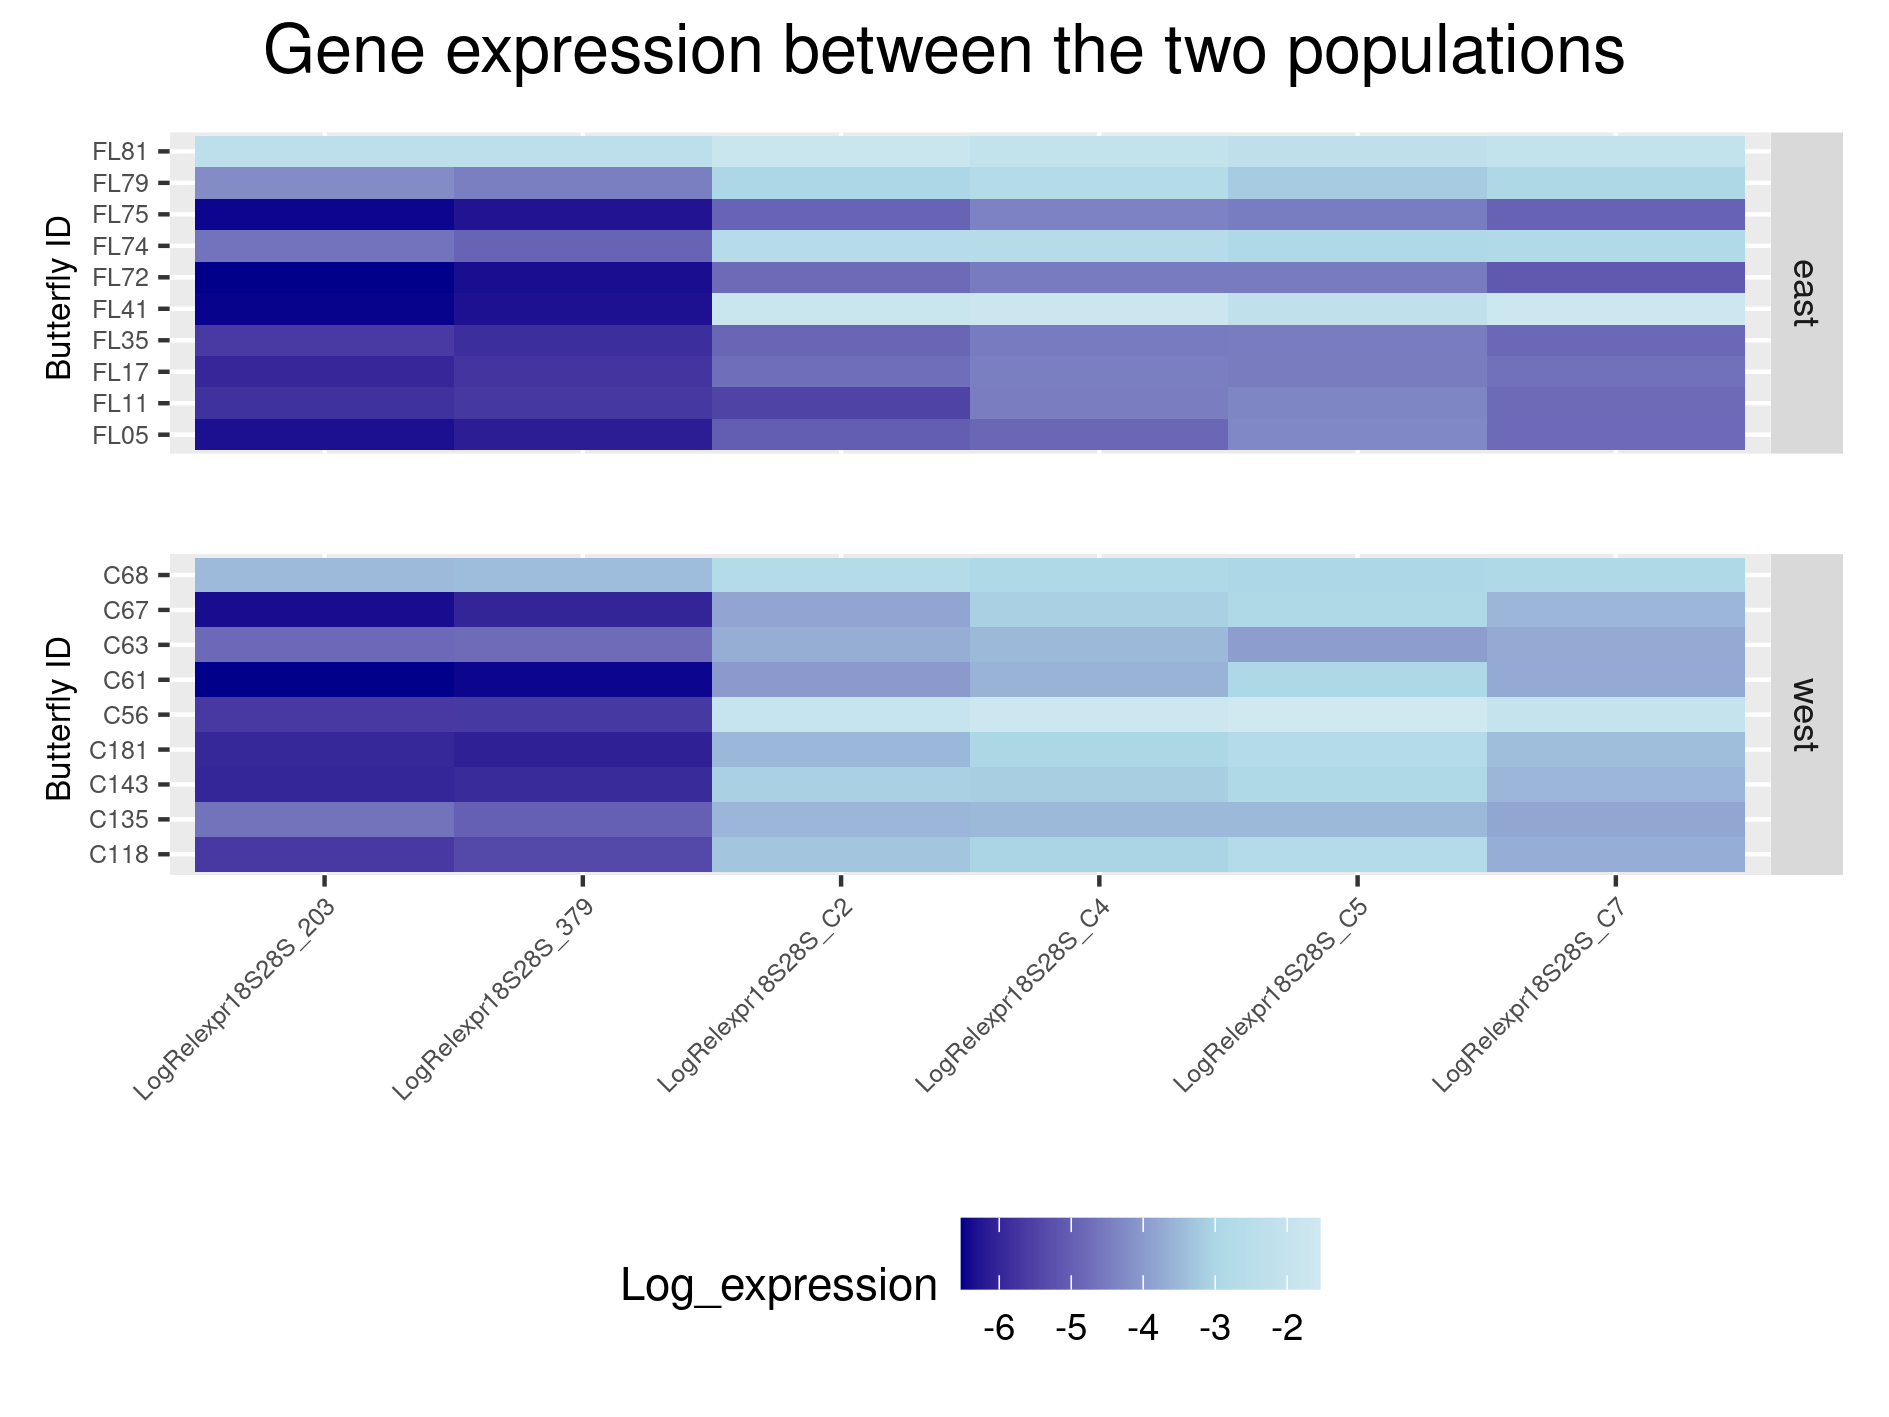 Gene expression between the two populations
Butterfly ID
FL81
FL79
FL75
FL74
FL72
FL41
FL35
FL17
FL11
FL05
east
Butterfly ID
C68
C67
C63
C61
C56
C181
C143
C135
C118
west
LogRelexpr18S28S_203
LogRelexpr18S28S_379
LogRelexpr18S28S_C2
LogRelexpr18S28S_C4
LogRelexpr18S28S_C5
LogRelexpr18S28S_C7
Log_expression
-6 -5 -4 -3 -2